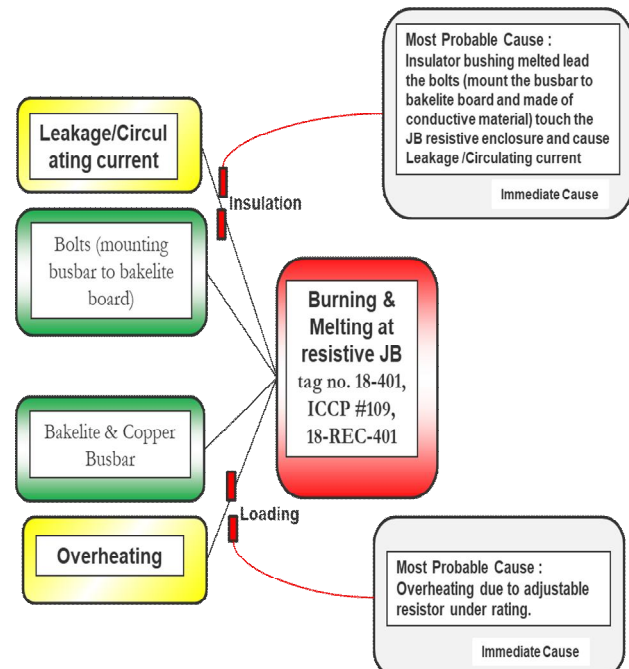 Most Probable Cause :
Insulator bushing melted lead
the bolts (mount the busbar to
bakelite board and made of
conductive material) touch the
JB resistive enclosure and cause
Leakage /Circulating current
Immediate Cause
Leakage/Circul
ating current
Insulation
Bolts (mounting
busbar to bakelite
board)
Burning &
Melting at
resistive JB
tag no. 18-401,
ICCP #109,
18-REC-401
Bakelite & Copper
Busbar
Loading
Overheating
Most Probable Cause :
Overheating due to adjustable
resistor under rating.
Immediate Cause